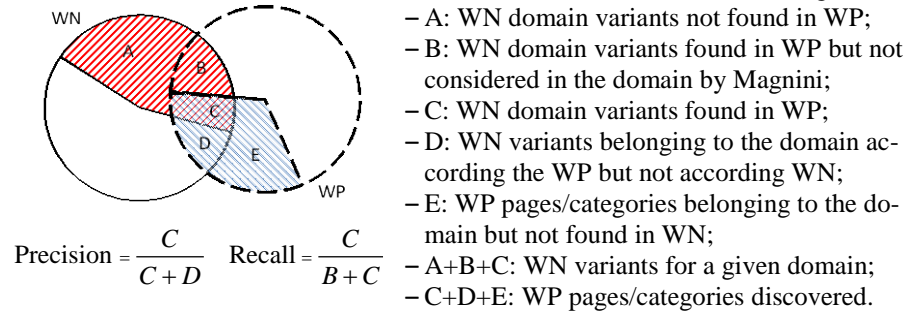 WN
A
B
C
D
E
WP
Precision = C / C + D Recall = C / B + C
– A: WN domain variants not found in WP;
– B: WN domain variants found in WP but not
considered in the domain by Magnini;
– C: WN domain variants found in WP;
– D: WN variants belonging to the domain ac-
cording the WP but not according WN;
– E: WP pages/categories belonging to the do-
main but not found in WN;
– A+B+C: WN variants for a given domain;
– C+D+E: WP pages/categories discovered.